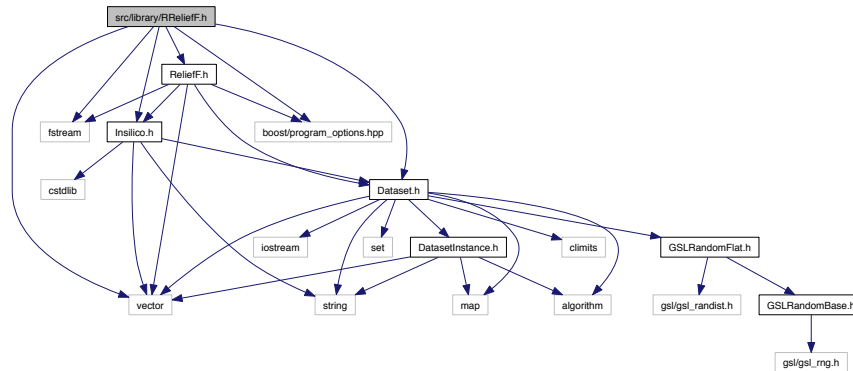 src/library/RReliefF.h
ReliefF.h
fstream
Insilico.h
boost/program_options.hpp
cstdlib
Dataset.h
iostream
set
DatasetInstance.h
climits
GSLRandomFlat.h
vector
string
map
algorithm
gsl/gsl_randist.h
GSLRandomBase.h
gsl/gsl_rng.h